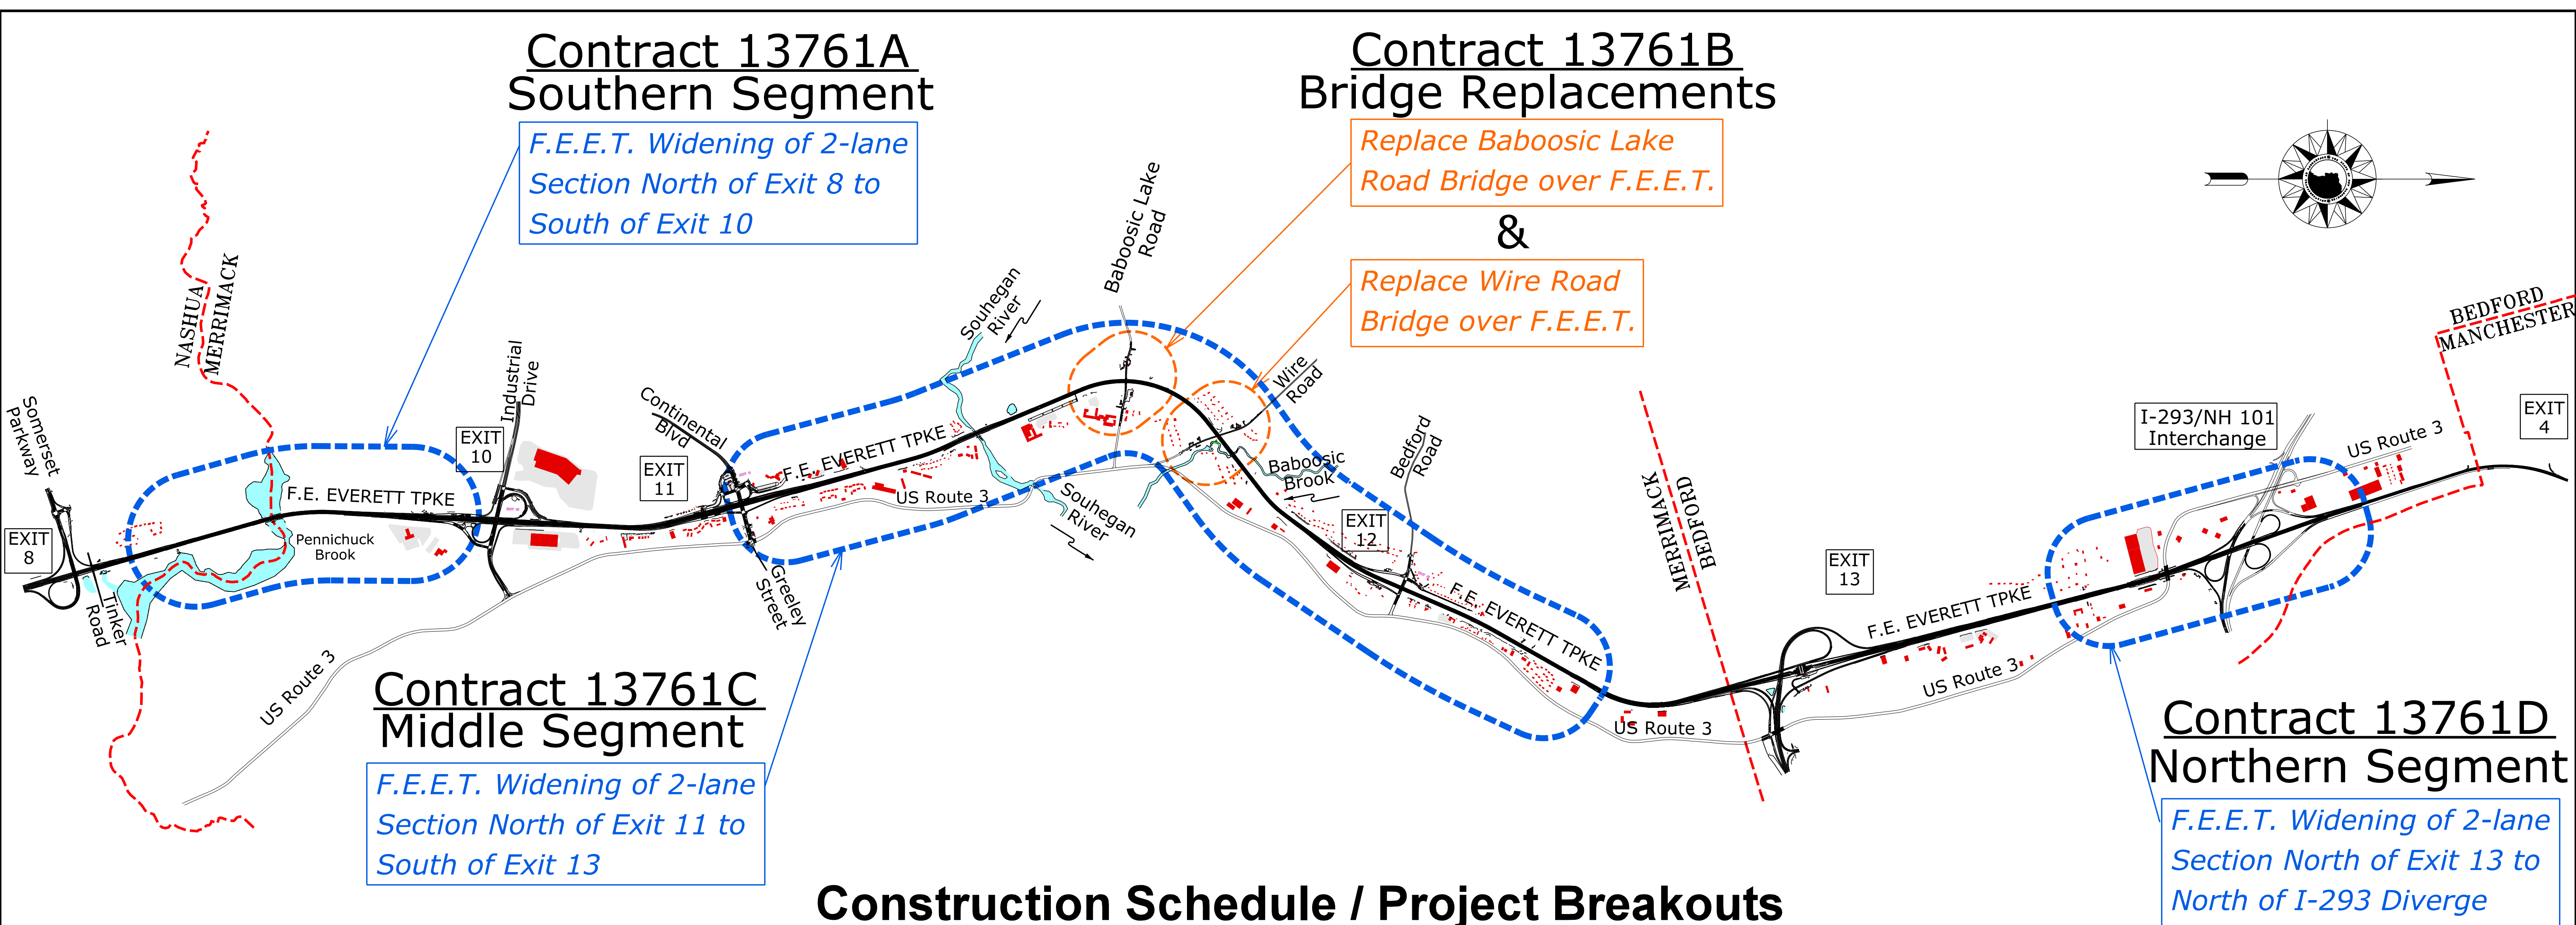 Contract 13761A
Southern Segment
F.E.E.T. Widening of 2-lane
Section North of Exit 8 to
South of Exit 10
Contract 13761B
Bridge Replacements
Replace Baboosic Lake
Road Bridge over F.E.E.T.
&
Replace Wire Road
Bridge over F.E.E.T.
NASHUA
MERRIMACK
Somerset
Parkway
EXIT
8
Tinker
Road
Pennichuck
Brook
F.E. EVERETT TPKE
EXIT
10
Industrial
Drive
US Route 3
Continental
Blvd
EXIT
11
Greeley
Street
F.E. EVERETT TPKE
US Route 3
Souhegan
River
Souhegan
River
Baboosic Lake
Road
Wire
Road
Baboosic
Brook
EXIT
12
Bedford
Road
F.E. EVERETT TPKE
US Route 3
MERRIMACK
BEDFORD
EXIT
13
F.E. EVERETT TPKE
US Route 3
I-293/NH 101
Interchange
US Route 3
BEDFORD
MANCHESTER
EXIT
4
Contract 13761C
Middle Segment
F.E.E.T. Widening of 2-lane
Section North of Exit 11 to
South of Exit 13
Contract 13761D
Northern Segment
F.E.E.T. Widening of 2-lane
Section North of Exit 13 to
North of I-293 Diverge
Construction Schedule / Project Breakouts